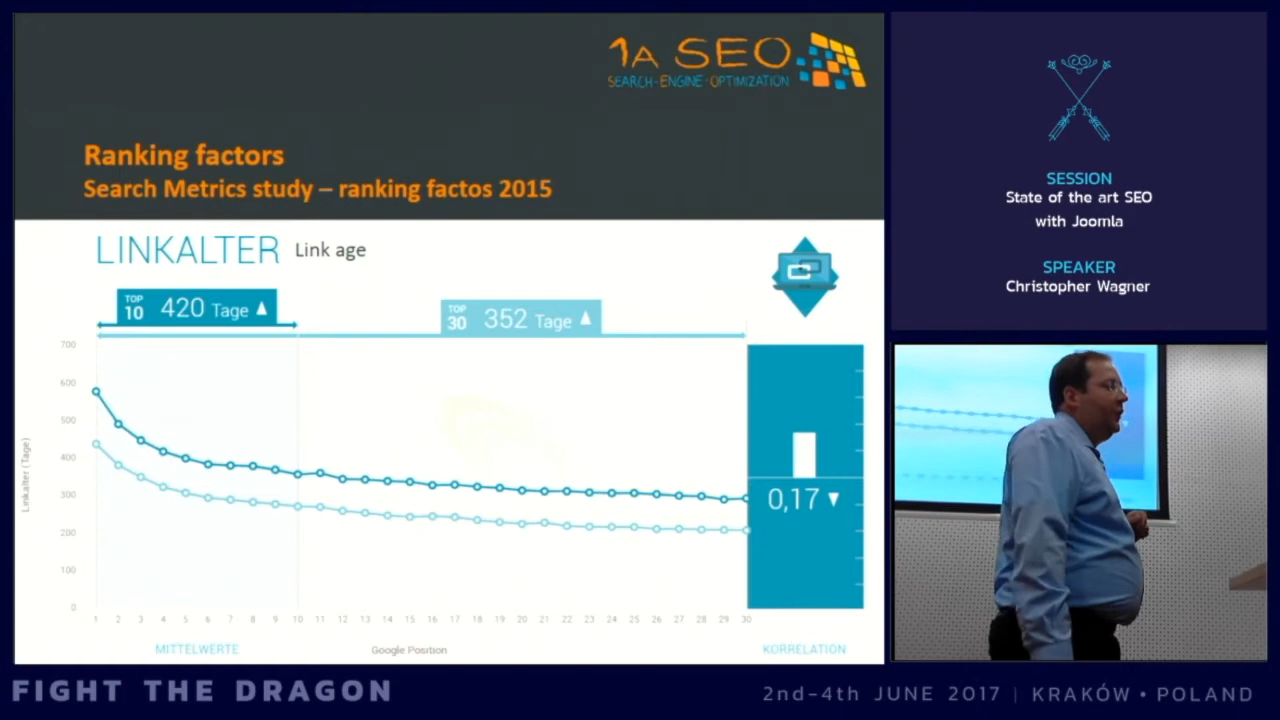 1A SEO
SEARCH-ENGINE-OPTIMIZATION
Ranking factors
Search Metrics study – ranking factos 2015
LINKALTER Link age
TOP 10 420 Tage ▲
TOP 30 352 Tage ▲
700
600
500
400
300
200
100
0
Linkalter (Tage)
1 2 3 4 5 6 7 8 9 10 11 12 13 14 15 16 17 18 19 20 21 22 23 24 25 26 27 28 29 30
MITTELWERTE
Google Position
0,17 ▼
KORRELATION
SESSION
State of the art SEO
with Joomla
SPEAKER
Christopher Wagner
FIGHT THE DRAGON
2nd-4th JUNE 2017 | KRAKÓW • POLAND